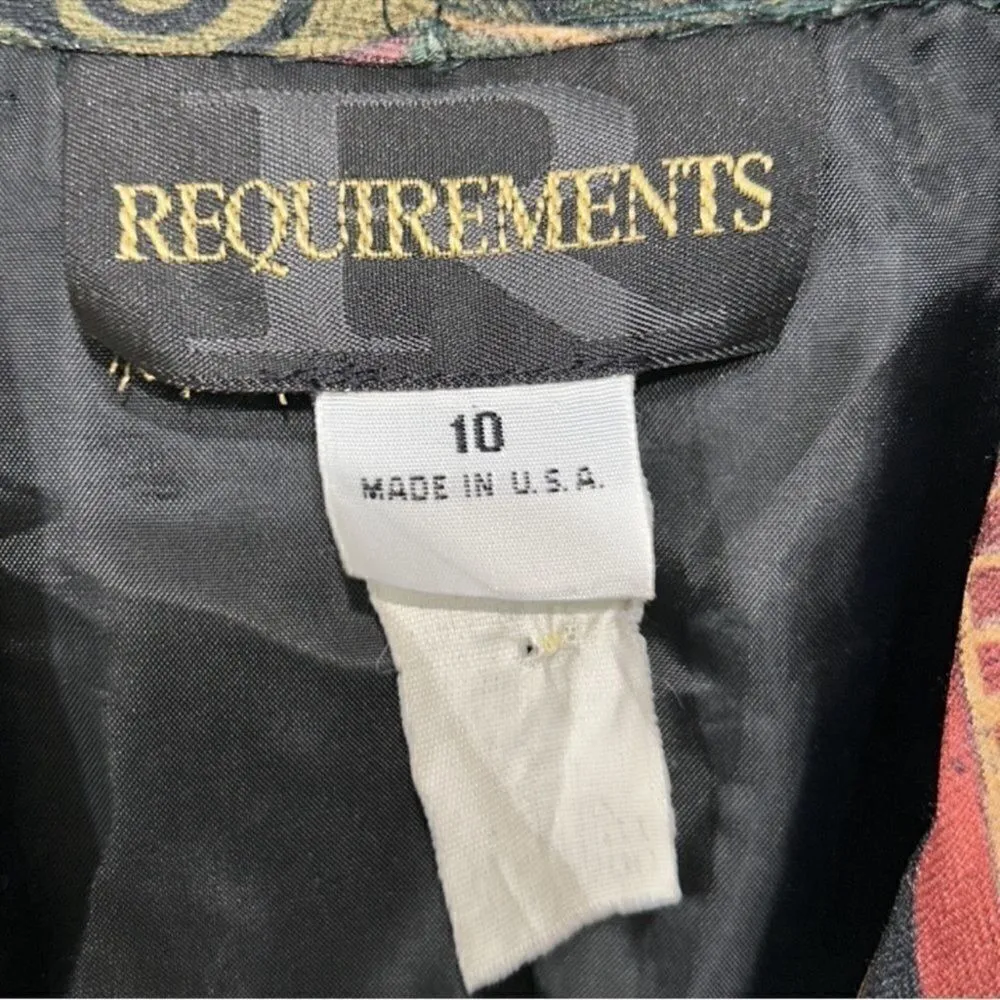 R
REQUIREMENTS
10
MADE IN U.S.A.